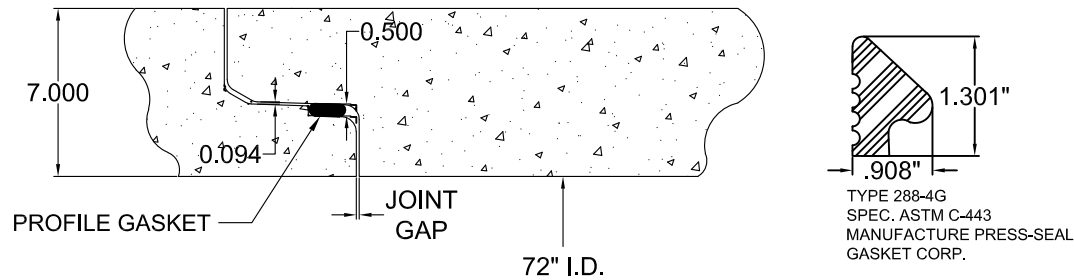 0.500
7.000
0.094
PROFILE GASKET
JOINT
GAP
72" I.D.
1.301"
.908"
TYPE 288-4G
SPEC. ASTM C-443
MANUFACTURE PRESS-SEAL
GASKET CORP.